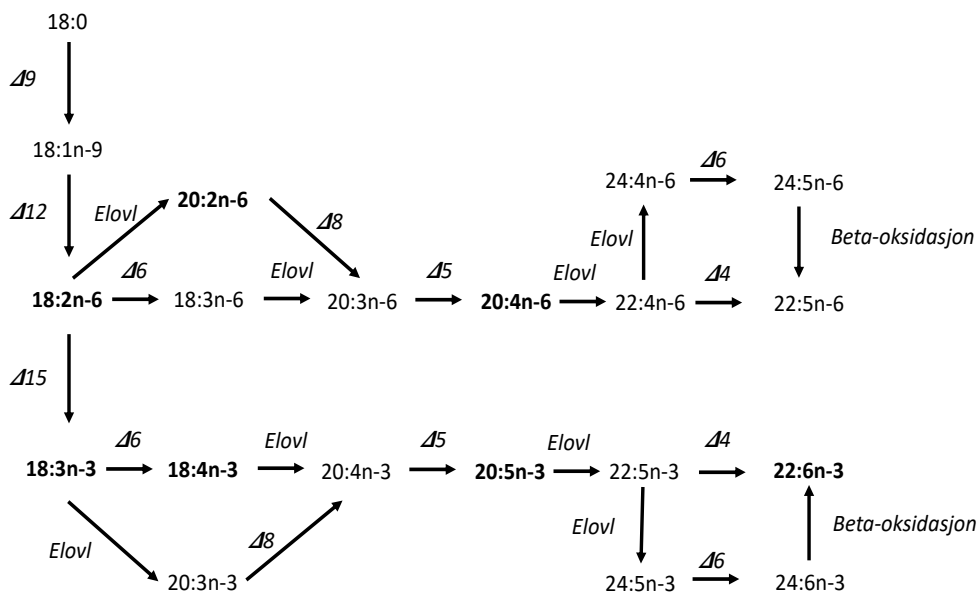 18:0
Δ9
18:1n-9
Δ12
Elovl
20:2n-6
Δ8
24:4n-6
Δ6
24:5n-6
Elovl
Beta-oksidasjon
18:2n-6
Δ6
18:3n-6
Elovl
20:3n-6
Δ5
20:4n-6
Elovl
22:4n-6
Δ4
22:5n-6
Δ15
18:3n-3
Δ6
18:4n-3
Elovl
20:4n-3
Δ5
20:5n-3
Elovl
22:5n-3
Δ4
22:6n-3
Elovl
Δ8
Elovl
Beta-oksidasjon
20:3n-3
24:5n-3
Δ6
24:6n-3